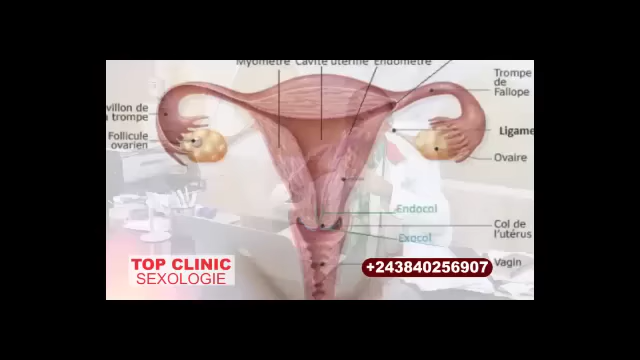 Myomètre Cavité utérine Endomètre
Trompe
de
Fallope
villon de
a trompe
Follicule
ovarien
Ligame
Ovaire
Endocol
Col de
l'utérus
Exocol
Vagin
TOP CLINIC
SEXOLOGIE
+243840256907